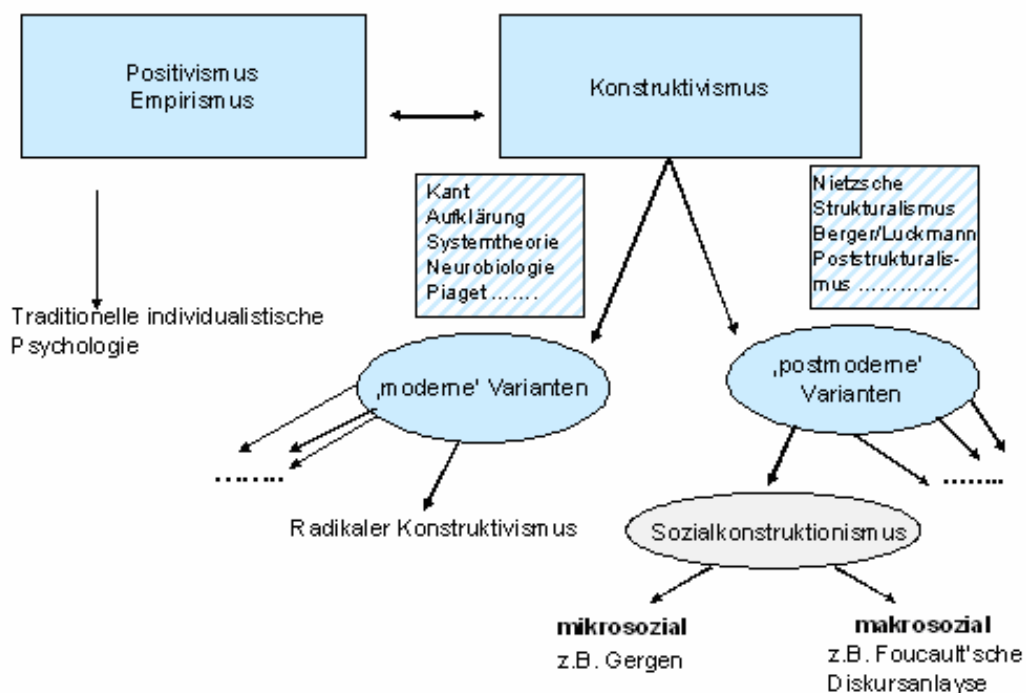 Positivismus
Empirismus
Konstruktivismus
Kant
Aufklärung
Systemtheorie
Neurobiologie
Piaget …….
Nietzsche
Strukturalismus
Berger/Luckmann
Poststrukturalis-
mus ………….
Traditionelle individualistische
Psychologie
‚moderne' Varianten
‚postmoderne'
Varianten
………
………
Radikaler Konstruktivismus
Sozialkonstruktionismus
mikrosozial
z.B. Gergen
makrosozial
z.B. Foucault'sche
Diskursanlayse